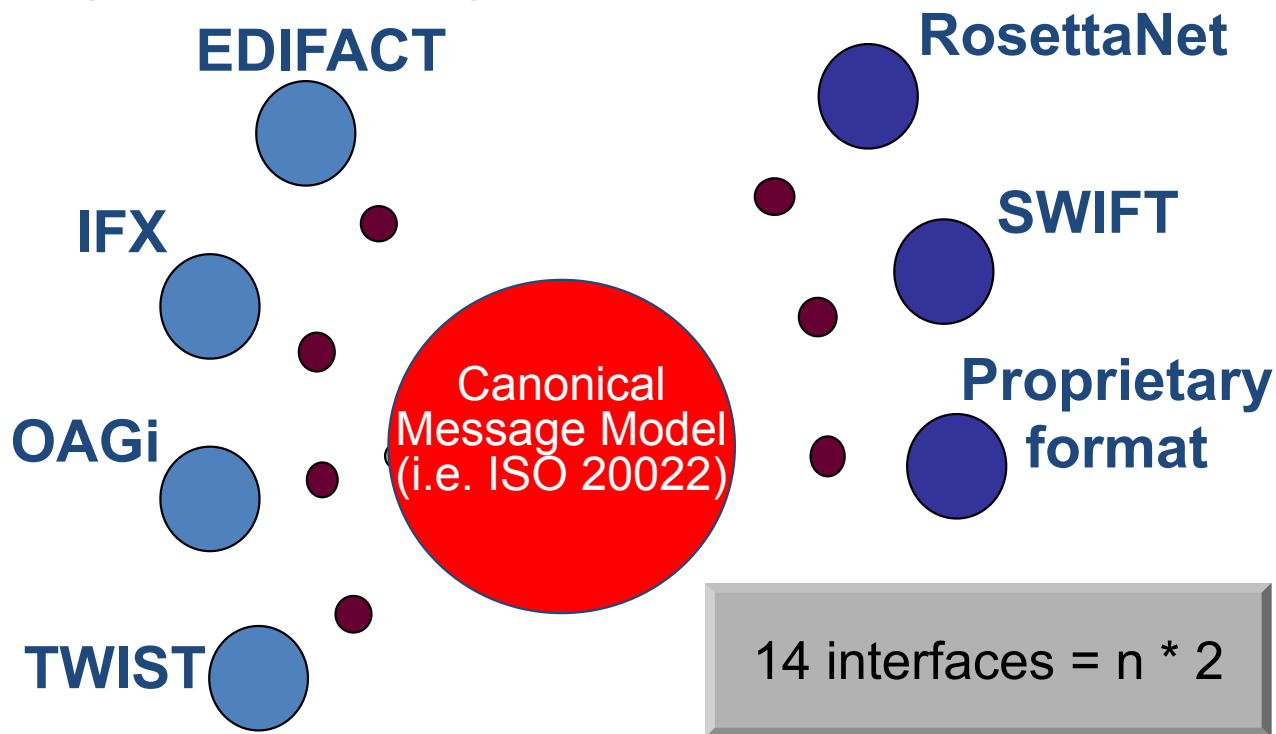 EDIFACT
RosettaNet
IFX
SWIFT
Canonical
Message Model
(i.e. ISO 20022)
Proprietary
format
OAGi
TWIST
14 interfaces = n * 2